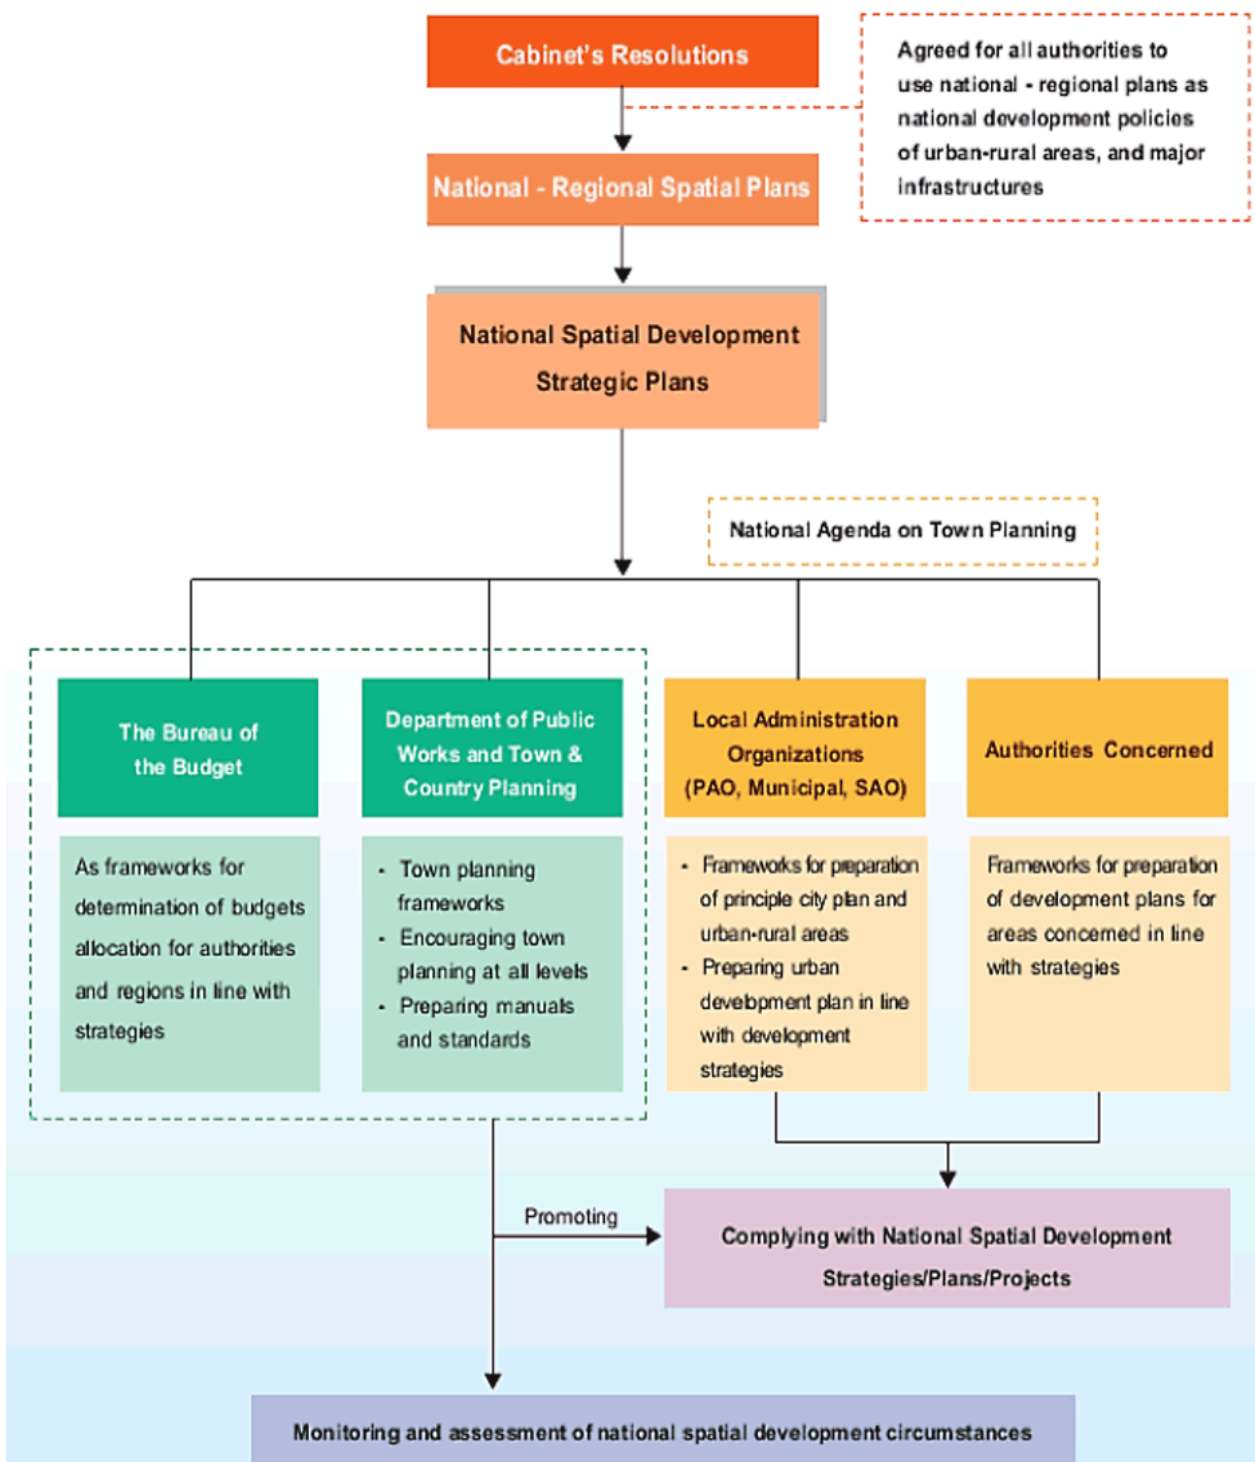 Cabinet's Resolutions
Agreed for all authorities to
use national - regional plans as
national development policies
of urban-rural areas, and major
infrastructures
National - Regional Spatial Plans
National Spatial Development
Strategic Plans
National Agenda on Town Planning
The Bureau of
the Budget
As frameworks for
determination of budgets
allocation for authorities
and regions in line with
strategies
Department of Public
Works and Town &
Country Planning
- Town planning
frameworks
- Encouraging town
planning at all levels
- Preparing manuals
and standards
Local Administration
Organizations
(PAO, Municipal, SAO)
- Frameworks for preparation
of principle city plan and
urban-rural areas
- Preparing urban
development plan in line
with development
strategies
Authorities Concerned
Frameworks for preparation
of development plans for
areas concerned in line
with strategies
Promoting
Complying with National Spatial Development
Strategies/Plans/Projects
Monitoring and assessment of national spatial development circumstances